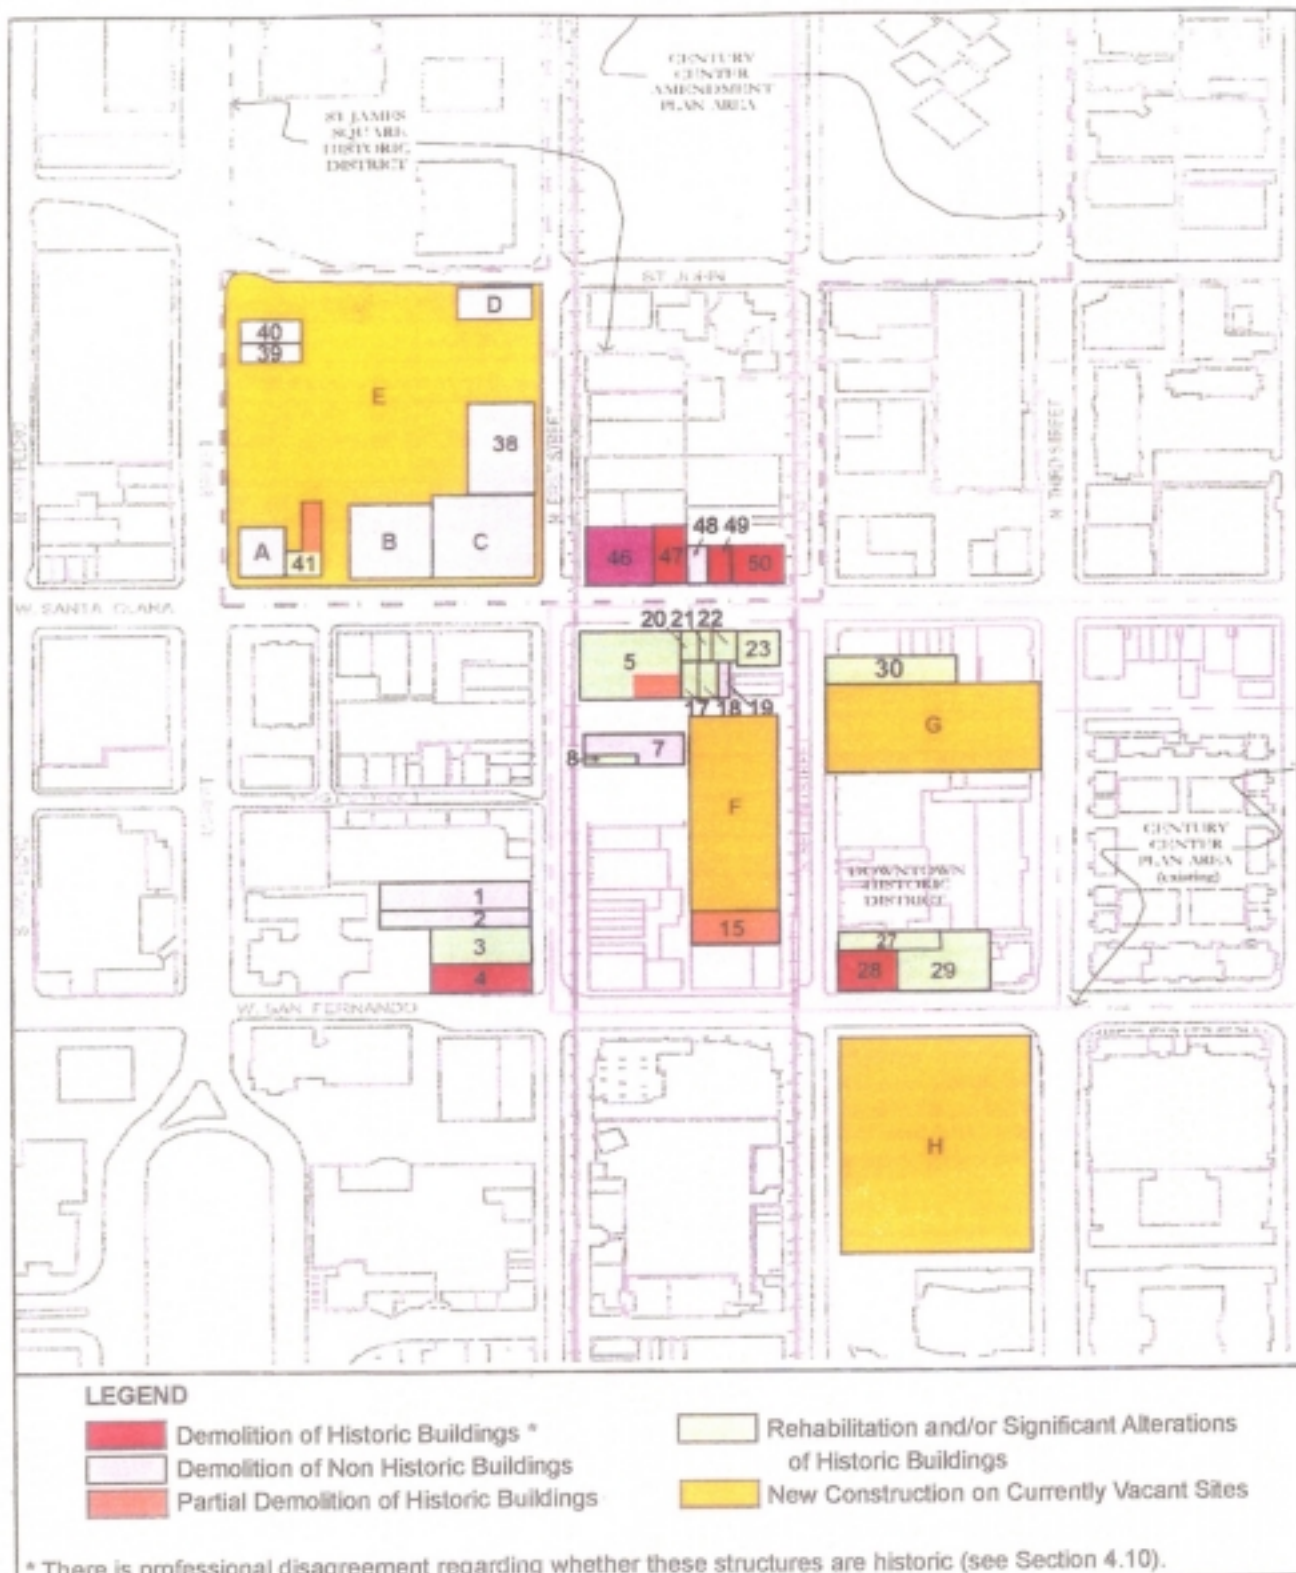 CENTURY
CENTER
AMENDMENT
PLAN AREA
ST JAMES
SQUARE
HISTORIC
DISTRICT
ST. JOHN
D
40
39
E
38
N. FIRST STREET
N. THIRD STREET
A
41
B
C
46
47
48
49
50
W. SANTA CLARA
20
21
22
5
23
17
18
19
30
G
8
7
F
1
2
3
4
15
DOWNTOWN
HISTORIC
DISTRICT
27
28
29
CENTURY
CENTER
PLAN AREA
(existing)
W. SAN FERNANDO
H
LEGEND
Demolition of Historic Buildings *
Demolition of Non Historic Buildings
Partial Demolition of Historic Buildings
Rehabilitation and/or Significant Alterations
of Historic Buildings
New Construction on Currently Vacant Sites
* There is professional disagreement regarding whether these structures are historic (see Section 4.10).